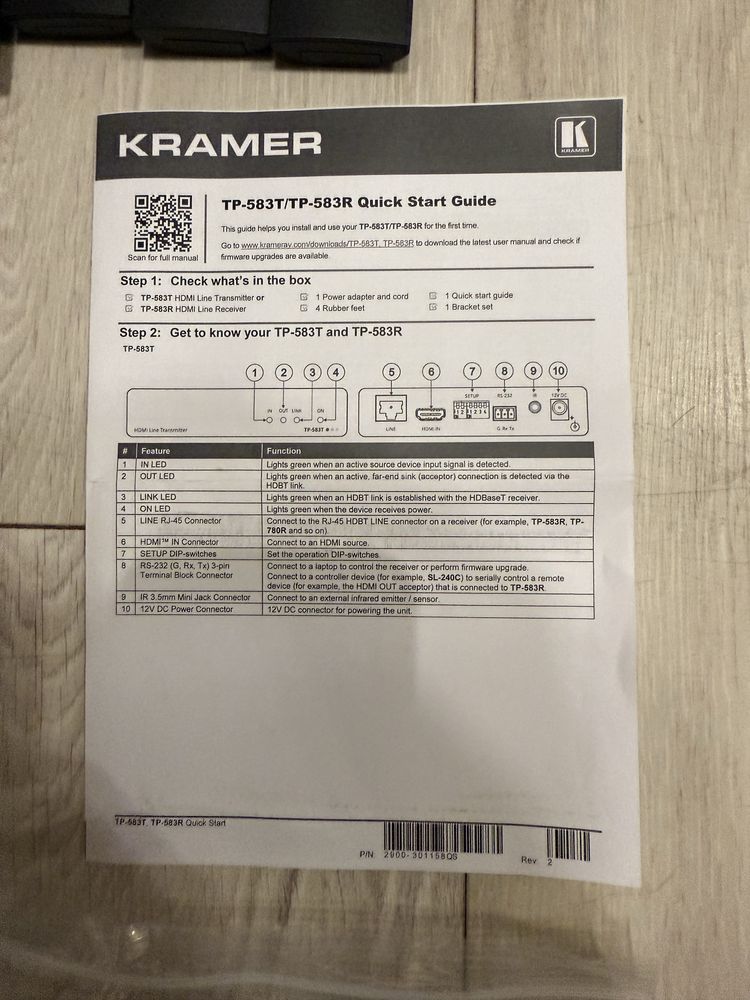 KRAMER
KRAMER
Scan for full manual
TP-583T/TP-583R Quick Start Guide
This guide helps you install and use your TP-583T/TP-583R for the first time.
Go to www.kramerav.com/downloads/TP-583T, TP-583R to download the latest user manual and check if
firmware upgrades are available.
Step 1: Check what's in the box
TP-583T HDMI Line Transmitter or
TP-583R HDMI Line Receiver
1 Power adapter and cord
4 Rubber feet
1 Quick start guide
1 Bracket set
Step 2: Get to know your TP-583T and TP-583R
TP-583T
1 2 3 4 5 6 7 8 9 10
IN OUT LINK ON
HDMI Line Transmitter TP-583T
SETUP RS-232 IR 12V DC
1 2 1 2 3 4
LINE HDMI IN G Rx Tx
# Feature Function
1 IN LED Lights green when an active source device input signal is detected.
2 OUT LED Lights green when an active, far-end sink (acceptor) connection is detected via the
HDBT link.
3 LINK LED Lights green when an HDBT link is established with the HDBaseT receiver.
4 ON LED Lights green when the device receives power.
5 LINE RJ-45 Connector Connect to the RJ-45 HDBT LINE connector on a receiver (for example, TP-583R, TP-
780R and so on).
6 HDMI™ IN Connector Connect to an HDMI source.
7 SETUP DIP-switches Set the operation DIP-switches.
8 RS-232 (G, Rx, Tx) 3-pin Connect to a laptop to control the receiver or perform firmware upgrade.
Terminal Block Connector Connect to a controller device (for example, SL-240C) to serially control a remote
device (for example, the HDMI OUT acceptor) that is connected to TP-583R.
9 IR 3.5mm Mini Jack Connector Connect to an external infrared emitter / sensor.
10 12V DC Power Connector 12V DC connector for powering the unit.
TP-583T, TP-583R Quick Start
P/N: 2900-301158QS Rev: 2